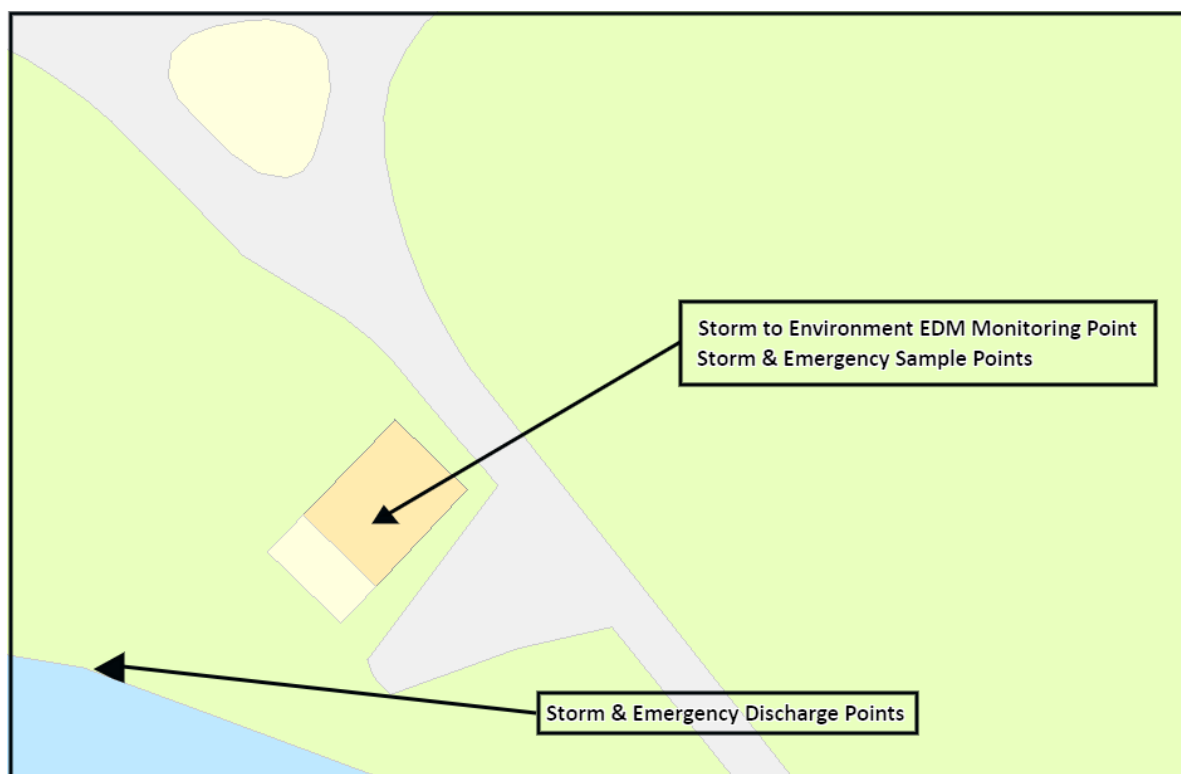 Storm to Environment EDM Monitoring Point
Storm & Emergency Sample Points
Storm & Emergency Discharge Points